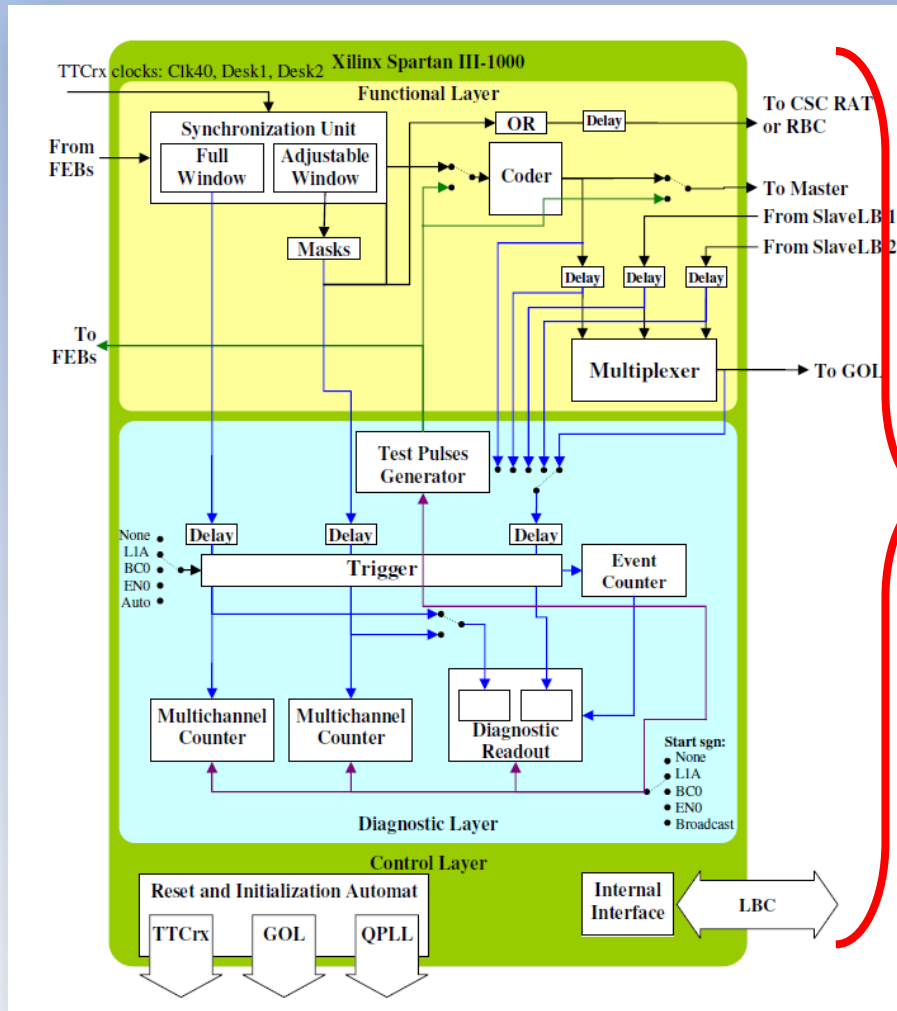 Xilinx Spartan III-1000
TTCrx clocks: Clk40, Desk1, Desk2
Functional Layer
To CSC RAT
or RBC
Synchronization Unit
OR
Delay
From
FEBs
Full
Window
Adjustable
Window
Coder
To Master
From SlaveLB 1
From SlaveLB 2
Masks
Delay
Delay
Delay
To
FEBs
Multiplexer
To GOL
Test Pulses
Generator
None
L1A
BC0
EN0
Auto
Delay
Delay
Delay
Trigger
Event
Counter
Multichannel
Counter
Multichannel
Counter
Diagnostic
Readout
Start sgn:
None
L1A
BC0
EN0
Broadcast
Diagnostic Layer
Control Layer
Reset and Initialization Automat
TTCrx
GOL
QPLL
Internal
Interface
LBC